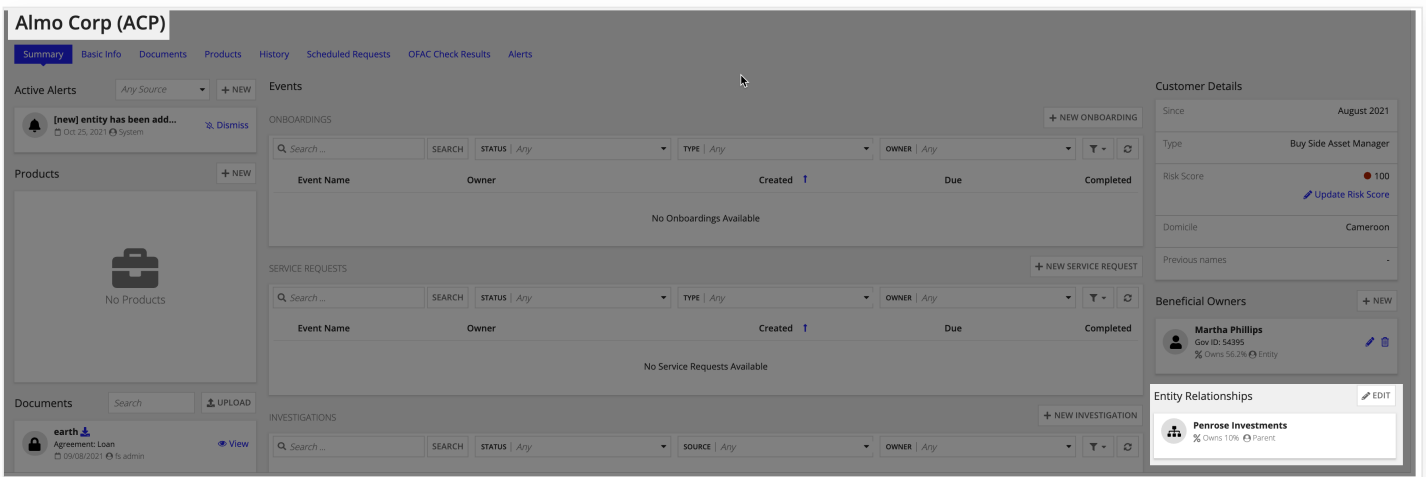 Almo Corp (ACP)
Summary Basic Info Documents Products History Scheduled Requests OFAC Check Results Alerts
Active Alerts Any Source + NEW
[new] entity has been add...
Oct 25, 2021 System
Dismiss
Products + NEW
No Products
Documents Search UPLOAD
earth
Agreement: Loan
09/08/2021 fs admin
View
Events
ONBOARDINGS + NEW ONBOARDING
Search ... SEARCH STATUS | Any TYPE | Any OWNER | Any
Event Name Owner Created ↑ Due Completed
No Onboardings Available
SERVICE REQUESTS + NEW SERVICE REQUEST
Search ... SEARCH STATUS | Any TYPE | Any OWNER | Any
Event Name Owner Created ↑ Due Completed
No Service Requests Available
INVESTIGATIONS + NEW INVESTIGATION
Search ... SEARCH STATUS | Any SOURCE | Any OWNER | Any
Customer Details
Since August 2021
Type Buy Side Asset Manager
Risk Score 100
Update Risk Score
Domicile Cameroon
Previous names -
Beneficial Owners + NEW
Martha Phillips
Gov ID: 54395
% Owns 56.2% Entity
Entity Relationships EDIT
Penrose Investments
% Owns 10% Parent